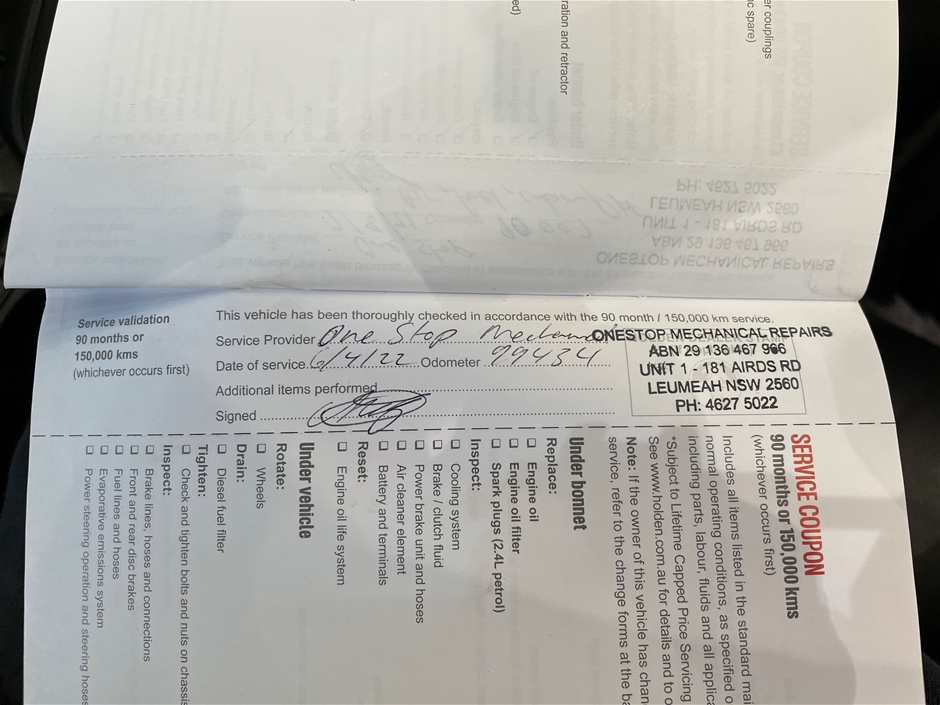 er couplings
c spare)
ration and retractor
ed)
Service validation
90 months or
150,000 kms
(whichever occurs first)
This vehicle has been thoroughly checked in accordance with the 90 month / 150,000 km service.
Service Provider One Stop
Date of service 6/4/22 Odometer 99434
Additional items performed
Signed
ONESTOP MECHANICAL REPAIRS
ABN 29 136 467 966
UNIT 1 - 181 AIRDS RD
LEUMEAH NSW 2560
PH: 4627 5022
SERVICE COUPON
90 months or 150,000 kms
(whichever occurs first)
Includes all items listed in the standard mai
normal operating conditions, as specified o
including parts, labour, fluids and all applica
*Subject to Lifetime Capped Price Servicing
See www.holden.com.au for details and to o
Note: If the owner of this vehicle has chan
service, refer to the change forms at the ba
Under bonnet
Replace:
Engine oil
Engine oil filter
Spark plugs (2.4L petrol)
Inspect:
Cooling system
Brake / clutch fluid
Power brake unit and hoses
Air cleaner element
Battery and terminals
Reset:
Engine oil life system
Under vehicle
Rotate:
Wheels
Drain:
Diesel fuel filter
Tighten:
Check and tighten bolts and nuts on chassis
Inspect:
Brake lines, hoses and connections
Front and rear disc brakes
Fuel lines and hoses
Evaporative emissions system
Power steering operation and steering hoses